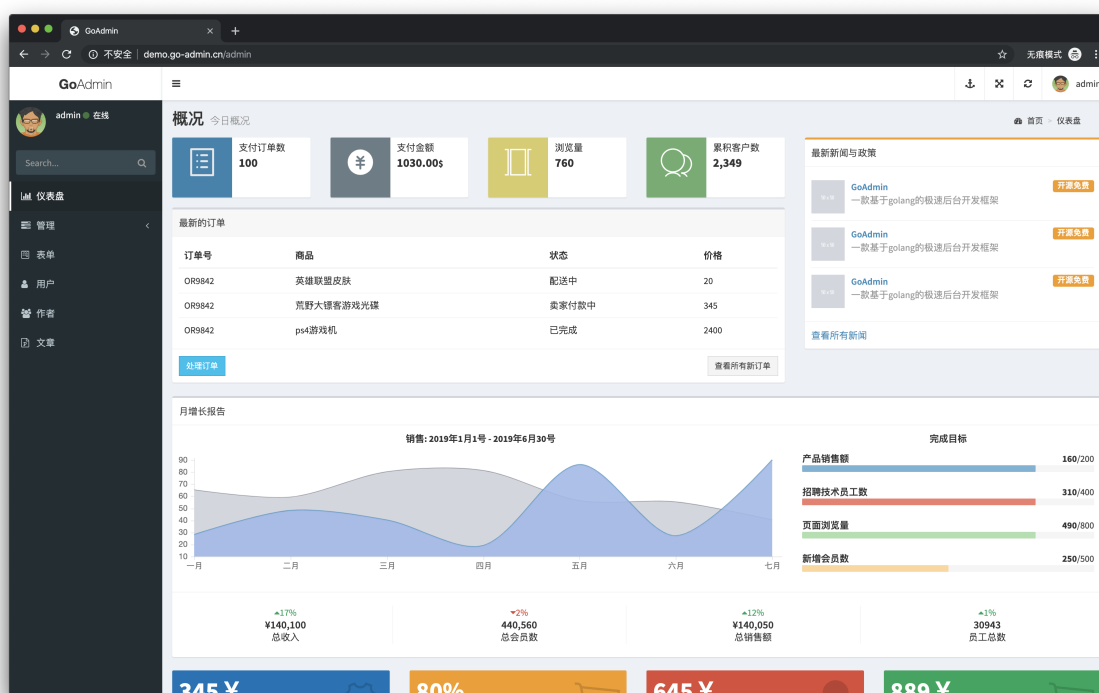 GoAdmin
不安全 demo.go-admin.cn/admin
无痕模式
GoAdmin
admin
admin 在线
Search...
仪表盘
管理
表单
用户
作者
文章
概况 今日概况
首页 > 仪表盘
支付订单数
100
支付金额
1030.00$
浏览量
760
累积客户数
2,349
最新的订单
订单号 商品 状态 价格
OR9842 英雄联盟皮肤 配送中 20
OR9842 荒野大镖客游戏光碟 卖家付款中 345
OR9842 ps4游戏机 已完成 2400
处理订单
查看所有新订单
最新新闻与政策
GoAdmin 开源免费
一款基于golang的极速后台开发框架
GoAdmin 开源免费
一款基于golang的极速后台开发框架
GoAdmin 开源免费
一款基于golang的极速后台开发框架
查看所有新闻
月增长报告
销售: 2019年1月1号 - 2019年6月30号
90
80
70
60
50
40
30
20
10
一月 二月 三月 四月 五月 六月 七月
完成目标
产品销售额 160/200
招聘技术员工数 310/400
页面浏览量 490/800
新增会员数 250/500
17%
¥140,100
总收入
2%
440,560
总会员数
12%
¥140,050
总销售额
1%
30943
员工总数
345 ¥
80%
645 ¥
889 ¥